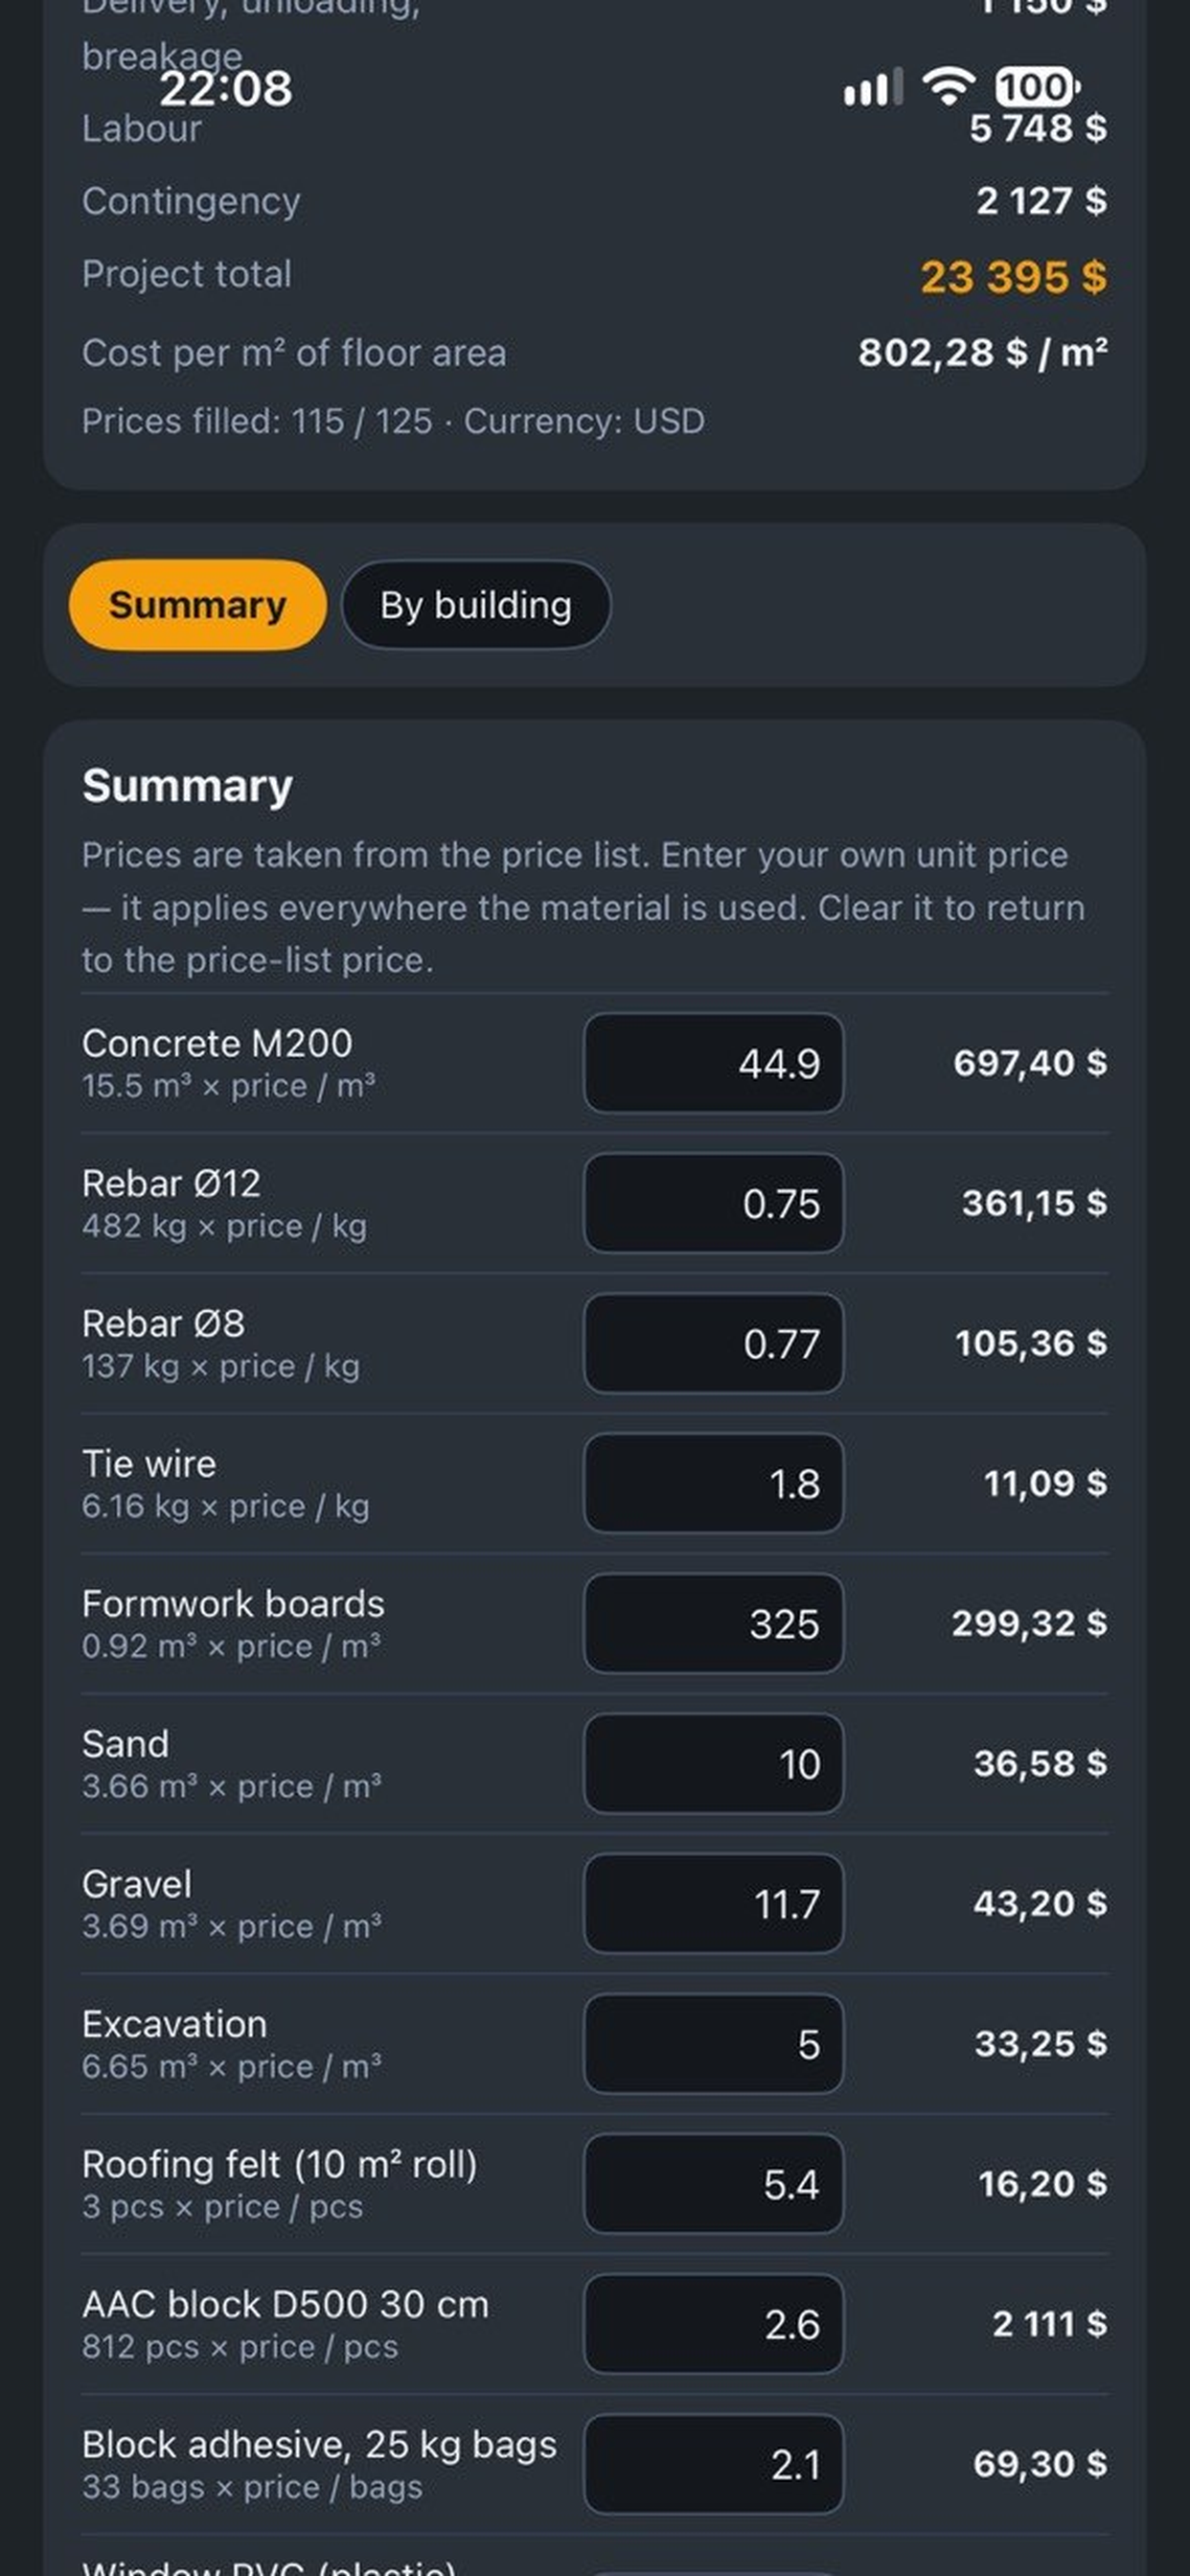 Delivery, unloading,
1 150 $
breakage
22:08
100
Labour
5 748 $
Contingency
2 127 $
Project total
23 395 $
Cost per m² of floor area
802,28 $ / m²
Prices filled: 115 / 125 · Currency: USD
Summary
By building
Summary
Prices are taken from the price list. Enter your own unit price
— it applies everywhere the material is used. Clear it to return
to the price-list price.
Concrete M200
15.5 m³ × price / m³
44.9
697,40 $
Rebar Ø12
482 kg × price / kg
0.75
361,15 $
Rebar Ø8
137 kg × price / kg
0.77
105,36 $
Tie wire
6.16 kg × price / kg
1.8
11,09 $
Formwork boards
0.92 m³ × price / m³
325
299,32 $
Sand
3.66 m³ × price / m³
10
36,58 $
Gravel
3.69 m³ × price / m³
11.7
43,20 $
Excavation
6.65 m³ × price / m³
5
33,25 $
Roofing felt (10 m² roll)
3 pcs × price / pcs
5.4
16,20 $
AAC block D500 30 cm
812 pcs × price / pcs
2.6
2 111 $
Block adhesive, 25 kg bags
33 bags × price / bags
2.1
69,30 $
Window PVC (plastic)